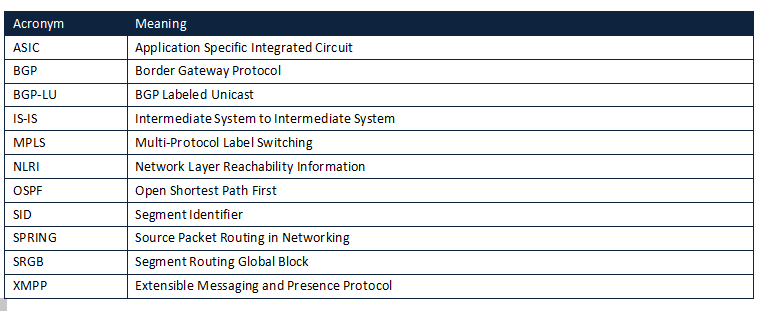 Acronym Meaning
ASIC Application Specific Integrated Circuit
BGP Border Gateway Protocol
BGP-LU BGP Labeled Unicast
IS-IS Intermediate System to Intermediate System
MPLS Multi-Protocol Label Switching
NLRI Network Layer Reachability Information
OSPF Open Shortest Path First
SID Segment Identifier
SPRING Source Packet Routing in Networking
SRGB Segment Routing Global Block
XMPP Extensible Messaging and Presence Protocol